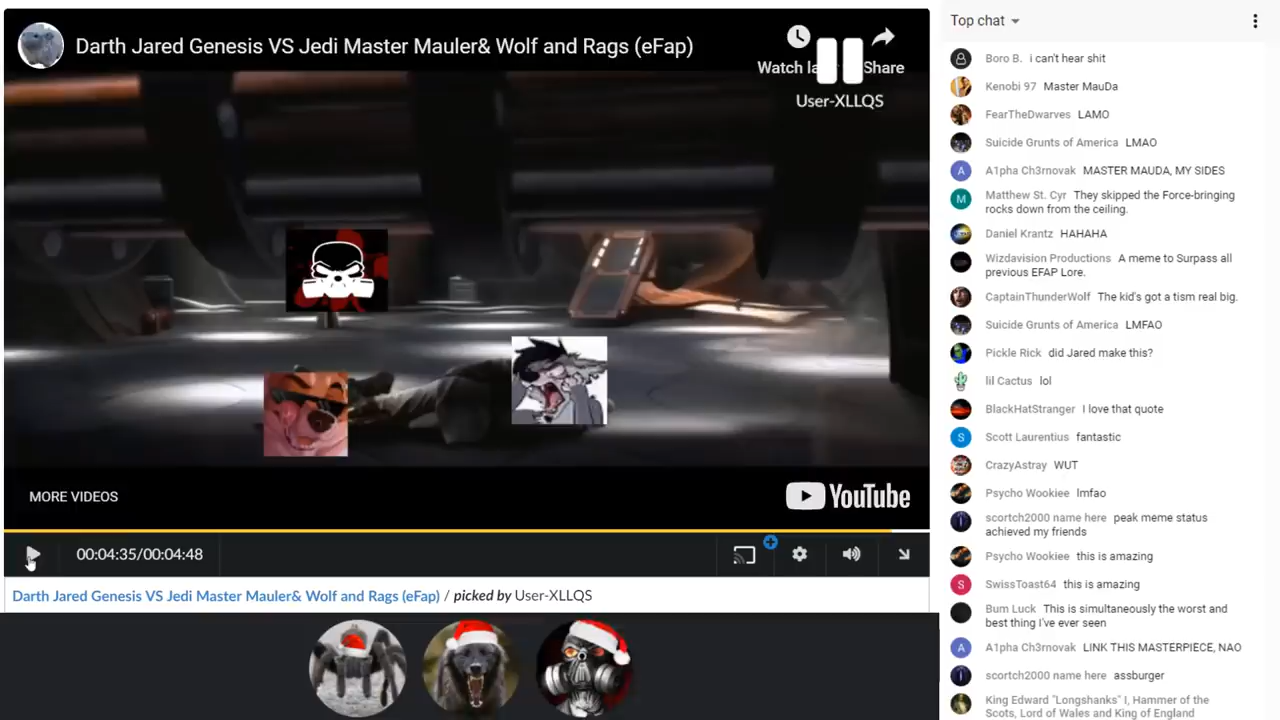 Darth Jared Genesis VS Jedi Master Mauler& Wolf and Rags (eFap)
Watch la
Share
User-XLLQS
MORE VIDEOS
YouTube
00:04:35/00:04:48
Darth Jared Genesis VS Jedi Master Mauler& Wolf and Rags (eFap) / picked by User-XLLQS
Top chat
Boro B. i can't hear shit
Kenobi 97 Master MauDa
FearTheDwarves LAMO
Suicide Grunts of America LMAO
A
A1pha Ch3rnovak MASTER MAUDA, MY SIDES
M
Matthew St. Cyr They skipped the Force-bringing
rocks down from the ceiling.
Daniel Krantz HAHAHA
Wizdavision Productions A meme to Surpass all
previous EFAP Lore.
CaptainThunderWolf The kid's got a tism real big.
Suicide Grunts of America LMFAO
Pickle Rick did Jared make this?
lil Cactus lol
BlackHatStranger I love that quote
S
Scott Laurentius fantastic
CrazyAstray WUT
Psycho Wookiee lmfao
scortch2000 name here peak meme status
achieved my friends
Psycho Wookiee this is amazing
S
SwissToast64 this is amazing
Bum Luck This is simultaneously the worst and
best thing I've ever seen
A
A1pha Ch3rnovak LINK THIS MASTERPIECE, NAO
scortch2000 name here assburger
King Edward "Longshanks" I, Hammer of the
Scots, Lord of Wales and King of England